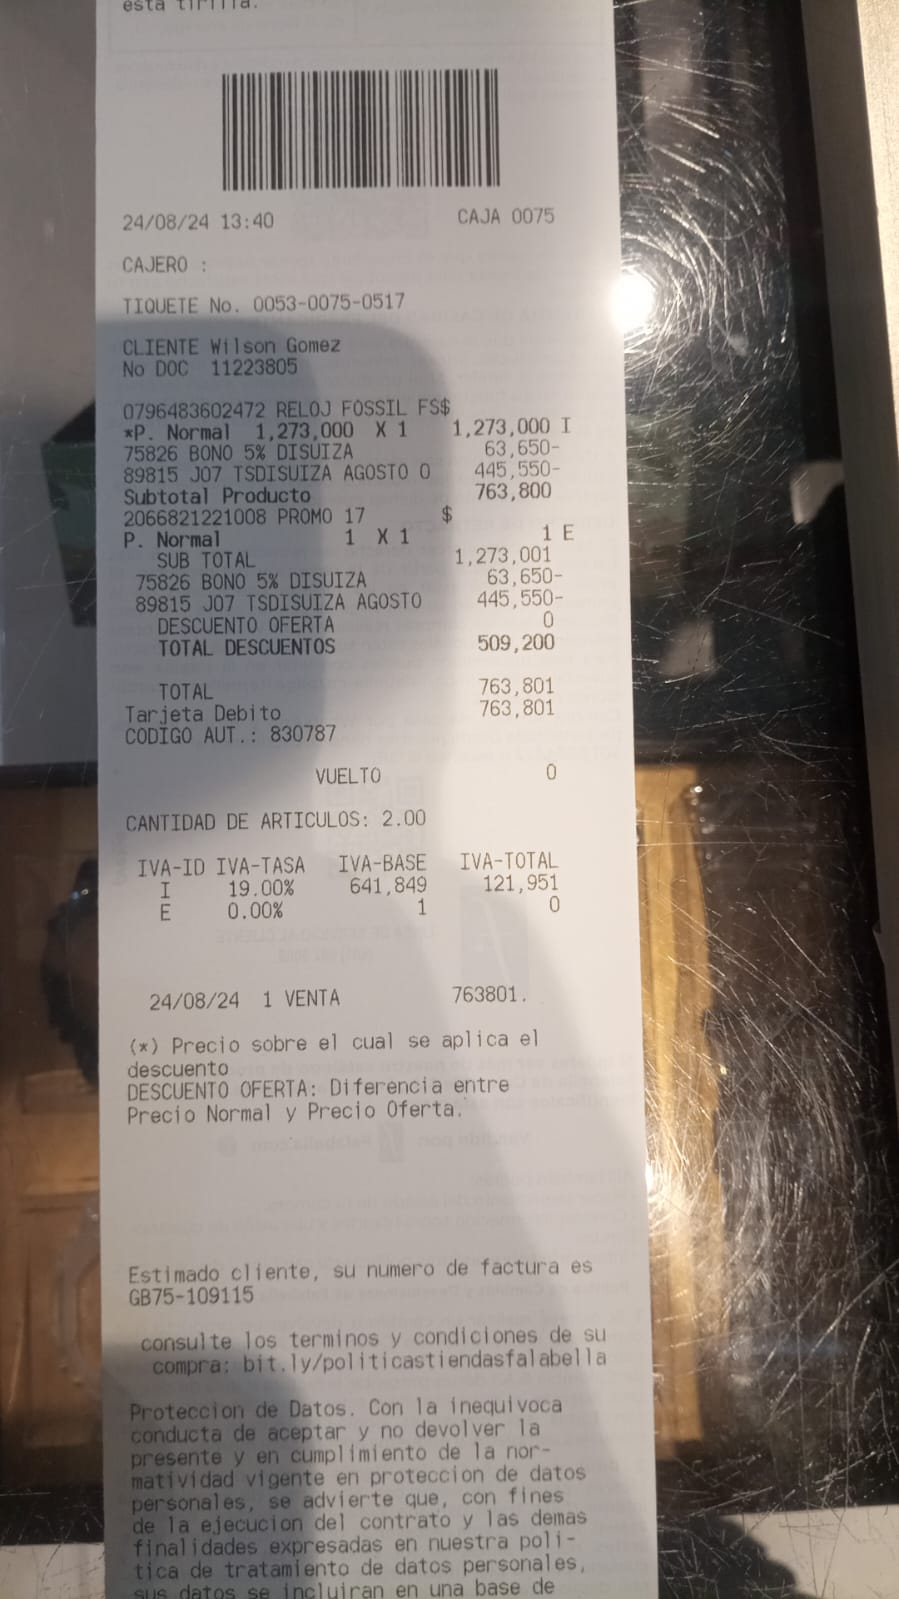 esta tirilla.
24/08/24 13:40 CAJA 0075
CAJERO :
TIQUETE No. 0053-0075-0517
CLIENTE Wilson Gomez
No DOC 11223805
0796483602472 RELOJ FOSSIL FS$
*P. Normal 1,273,000 X 1 1,273,000 I
75826 BONO 5% DISUIZA 63,650-
89815 J07 TSDISUIZA AGOSTO O 445,550-
Subtotal Producto 763,800
2066821221008 PROMO 17 $
P. Normal 1 X 1 1 E
SUB TOTAL 1,273,001
75826 BONO 5% DISUIZA 63,650-
89815 J07 TSDISUIZA AGOSTO 445,550-
DESCUENTO OFERTA 0
TOTAL DESCUENTOS 509,200
TOTAL 763,801
Tarjeta Debito 763,801
CODIGO AUT.: 830787
VUELTO 0
CANTIDAD DE ARTICULOS: 2.00
IVA-ID IVA-TASA IVA-BASE IVA-TOTAL
I 19.00% 641,849 121,951
E 0.00% 1 0
24/08/24 1 VENTA 763801.
(*) Precio sobre el cual se aplica el
descuento
DESCUENTO OFERTA: Diferencia entre
Precio Normal y Precio Oferta.
Estimado cliente, su numero de factura es
GB75-109115
consulte los terminos y condiciones de su
compra: bit.ly/politicastiendasfalabella
Proteccion de Datos. Con la inequivoca
conducta de aceptar y no devolver la
presente y en cumplimiento de la nor-
matividad vigente en proteccion de datos
personales, se advierte que, con fines
de la ejecucion del contrato y las demas
finalidades expresadas en nuestra poli-
tica de tratamiento de datos personales,
sus datos se incluiran en una base de